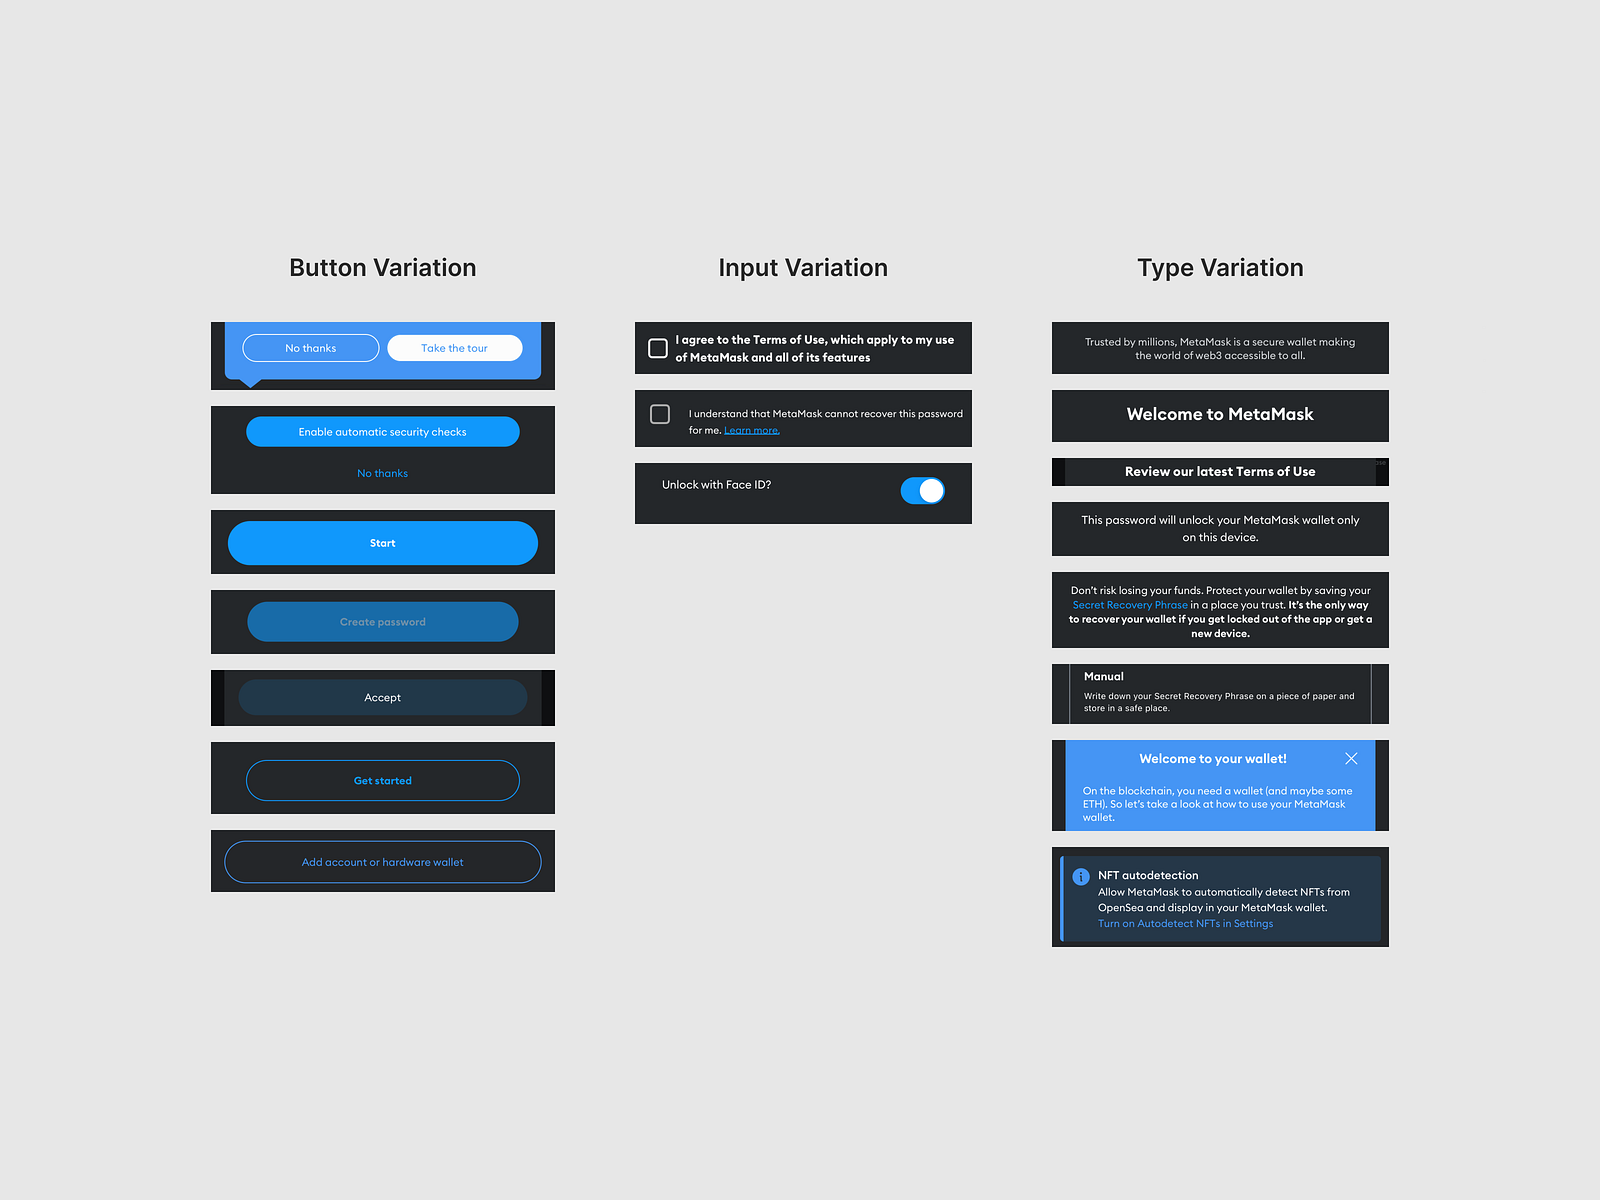 Button Variation
No thanks
Take the tour
Enable automatic security checks
No thanks
Start
Create password
Accept
Get started
Add account or hardware wallet
Input Variation
I agree to the Terms of Use, which apply to my use
of MetaMask and all of its features
I understand that MetaMask cannot recover this password
for me. Learn more.
Unlock with Face ID?
Type Variation
Trusted by millions, MetaMask is a secure wallet making
the world of web3 accessible to all.
Welcome to MetaMask
Review our latest Terms of Use
This password will unlock your MetaMask wallet only
on this device.
Don't risk losing your funds. Protect your wallet by saving your
Secret Recovery Phrase in a place you trust. It's the only way
to recover your wallet if you get locked out of the app or get a
new device.
Manual
Write down your Secret Recovery Phrase on a piece of paper and
store in a safe place.
Welcome to your wallet!
On the blockchain, you need a wallet (and maybe some
ETH). So let's take a look at how to use your MetaMask
wallet.
NFT autodetection
Allow MetaMask to automatically detect NFTs from
OpenSea and display in your MetaMask wallet.
Turn on Autodetect NFTs in Settings